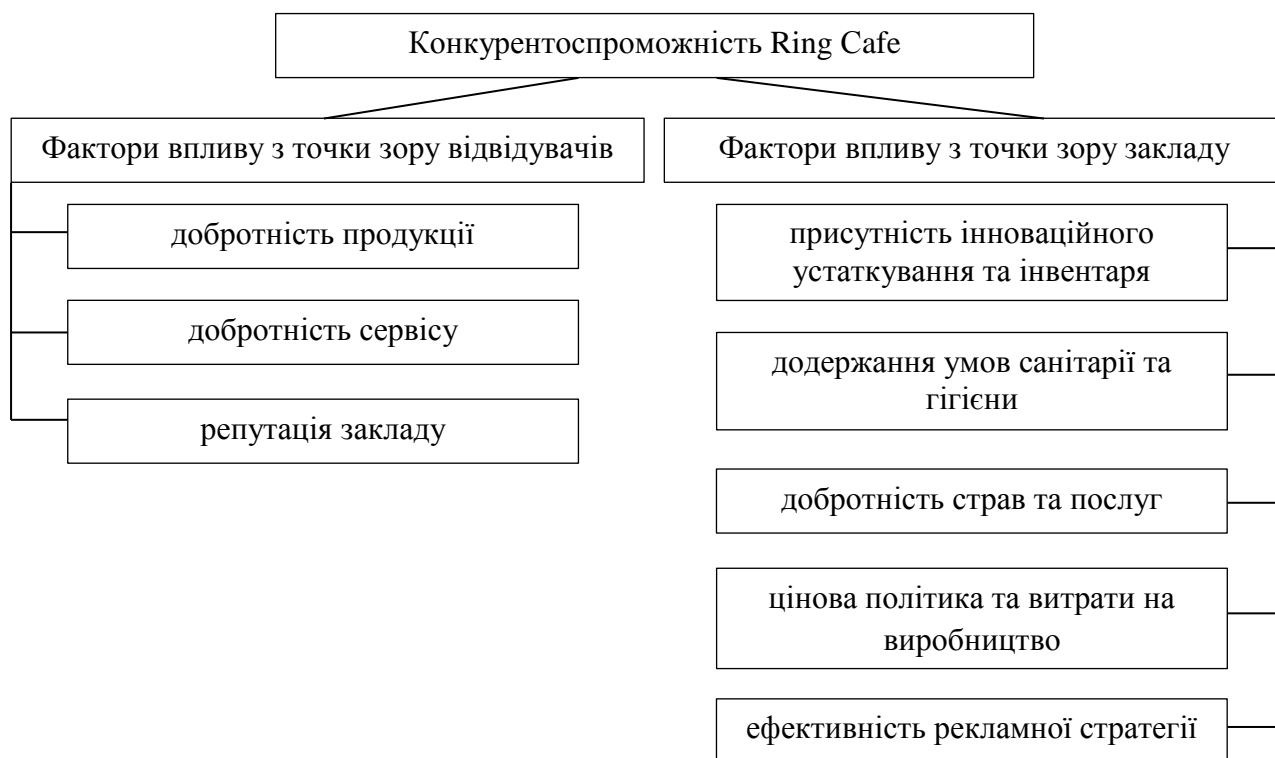 Конкурентоспроможність Ring Cafe
Фактори впливу з точки зору відвідувачів
добротність продукції
добротність сервісу
репутація закладу
Фактори впливу з точки зору закладу
присутність інноваційного
устаткування та інвентаря
додержання умов санітарії та
гігієни
добротність страв та послуг
цінова політика та витрати на
виробництво
ефективність рекламної стратегії